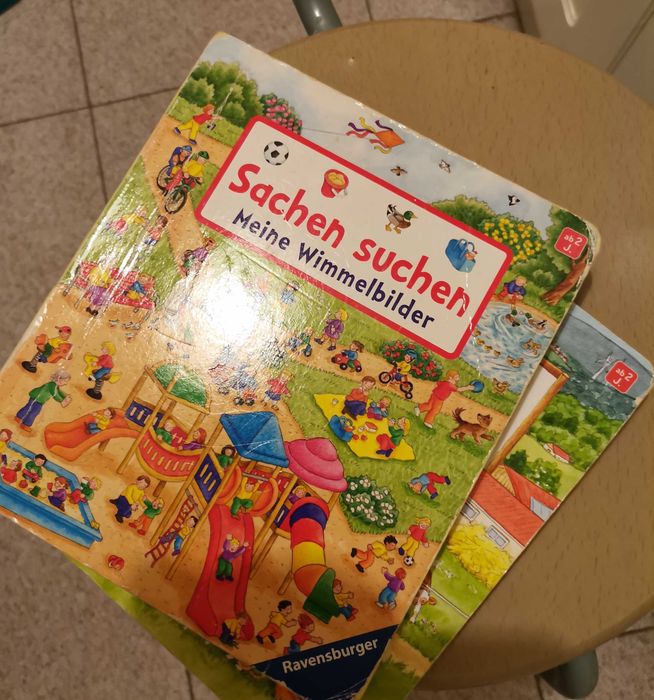 Sachen suchen
Meine Wimmelbilder
ab 2
J.
ab 2
J.
Ravensburger